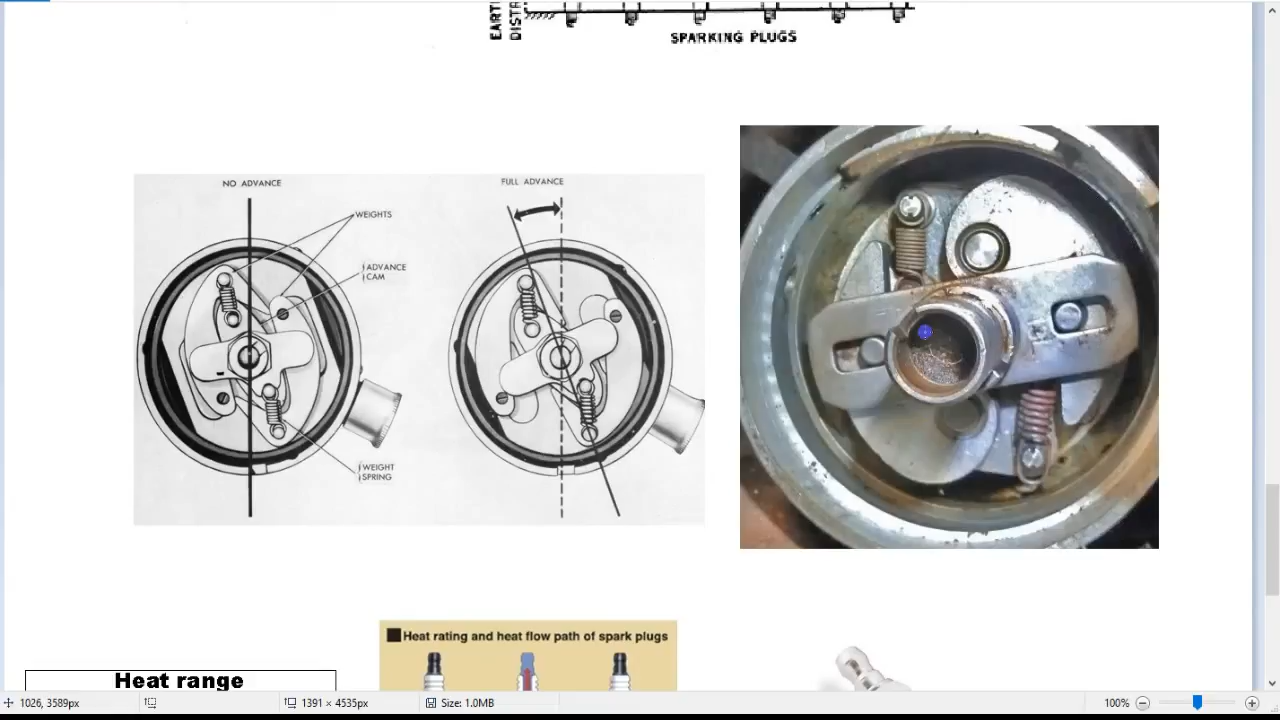 EARTH
DISTR
SPARKING PLUGS
NO ADVANCE
FULL ADVANCE
WEIGHTS
ADVANCE
CAM
WEIGHT
SPRING
Heat rating and heat flow path of spark plugs
Heat range
1026, 3589px
1391 × 4535px
Size: 1.0MB
100%